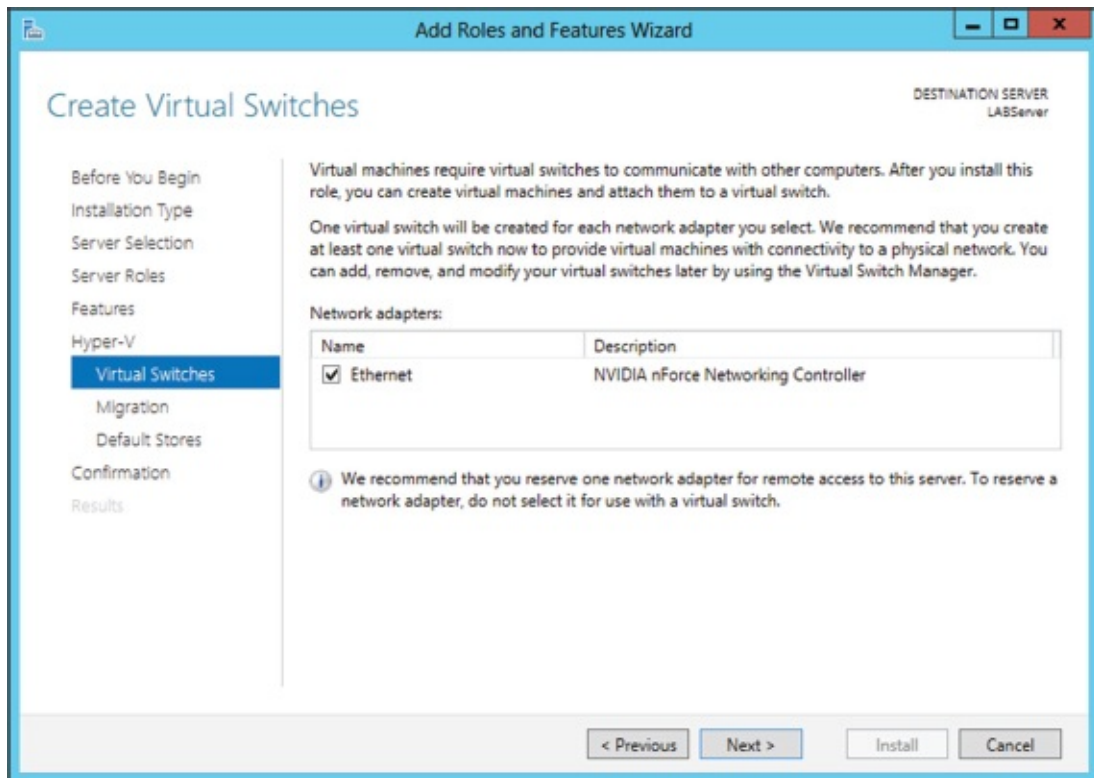 Add Roles and Features Wizard
Create Virtual Switches
DESTINATION SERVER
LABServer
Before You Begin
Installation Type
Server Selection
Server Roles
Features
Hyper-V
Virtual Switches
Migration
Default Stores
Confirmation
Results
Virtual machines require virtual switches to communicate with other computers. After you install this
role, you can create virtual machines and attach them to a virtual switch.
One virtual switch will be created for each network adapter you select. We recommend that you create
at least one virtual switch now to provide virtual machines with connectivity to a physical network. You
can add, remove, and modify your virtual switches later by using the Virtual Switch Manager.
Network adapters:
Name Description
Ethernet NVIDIA nForce Networking Controller
We recommend that you reserve one network adapter for remote access to this server. To reserve a
network adapter, do not select it for use with a virtual switch.
< Previous Next > Install Cancel